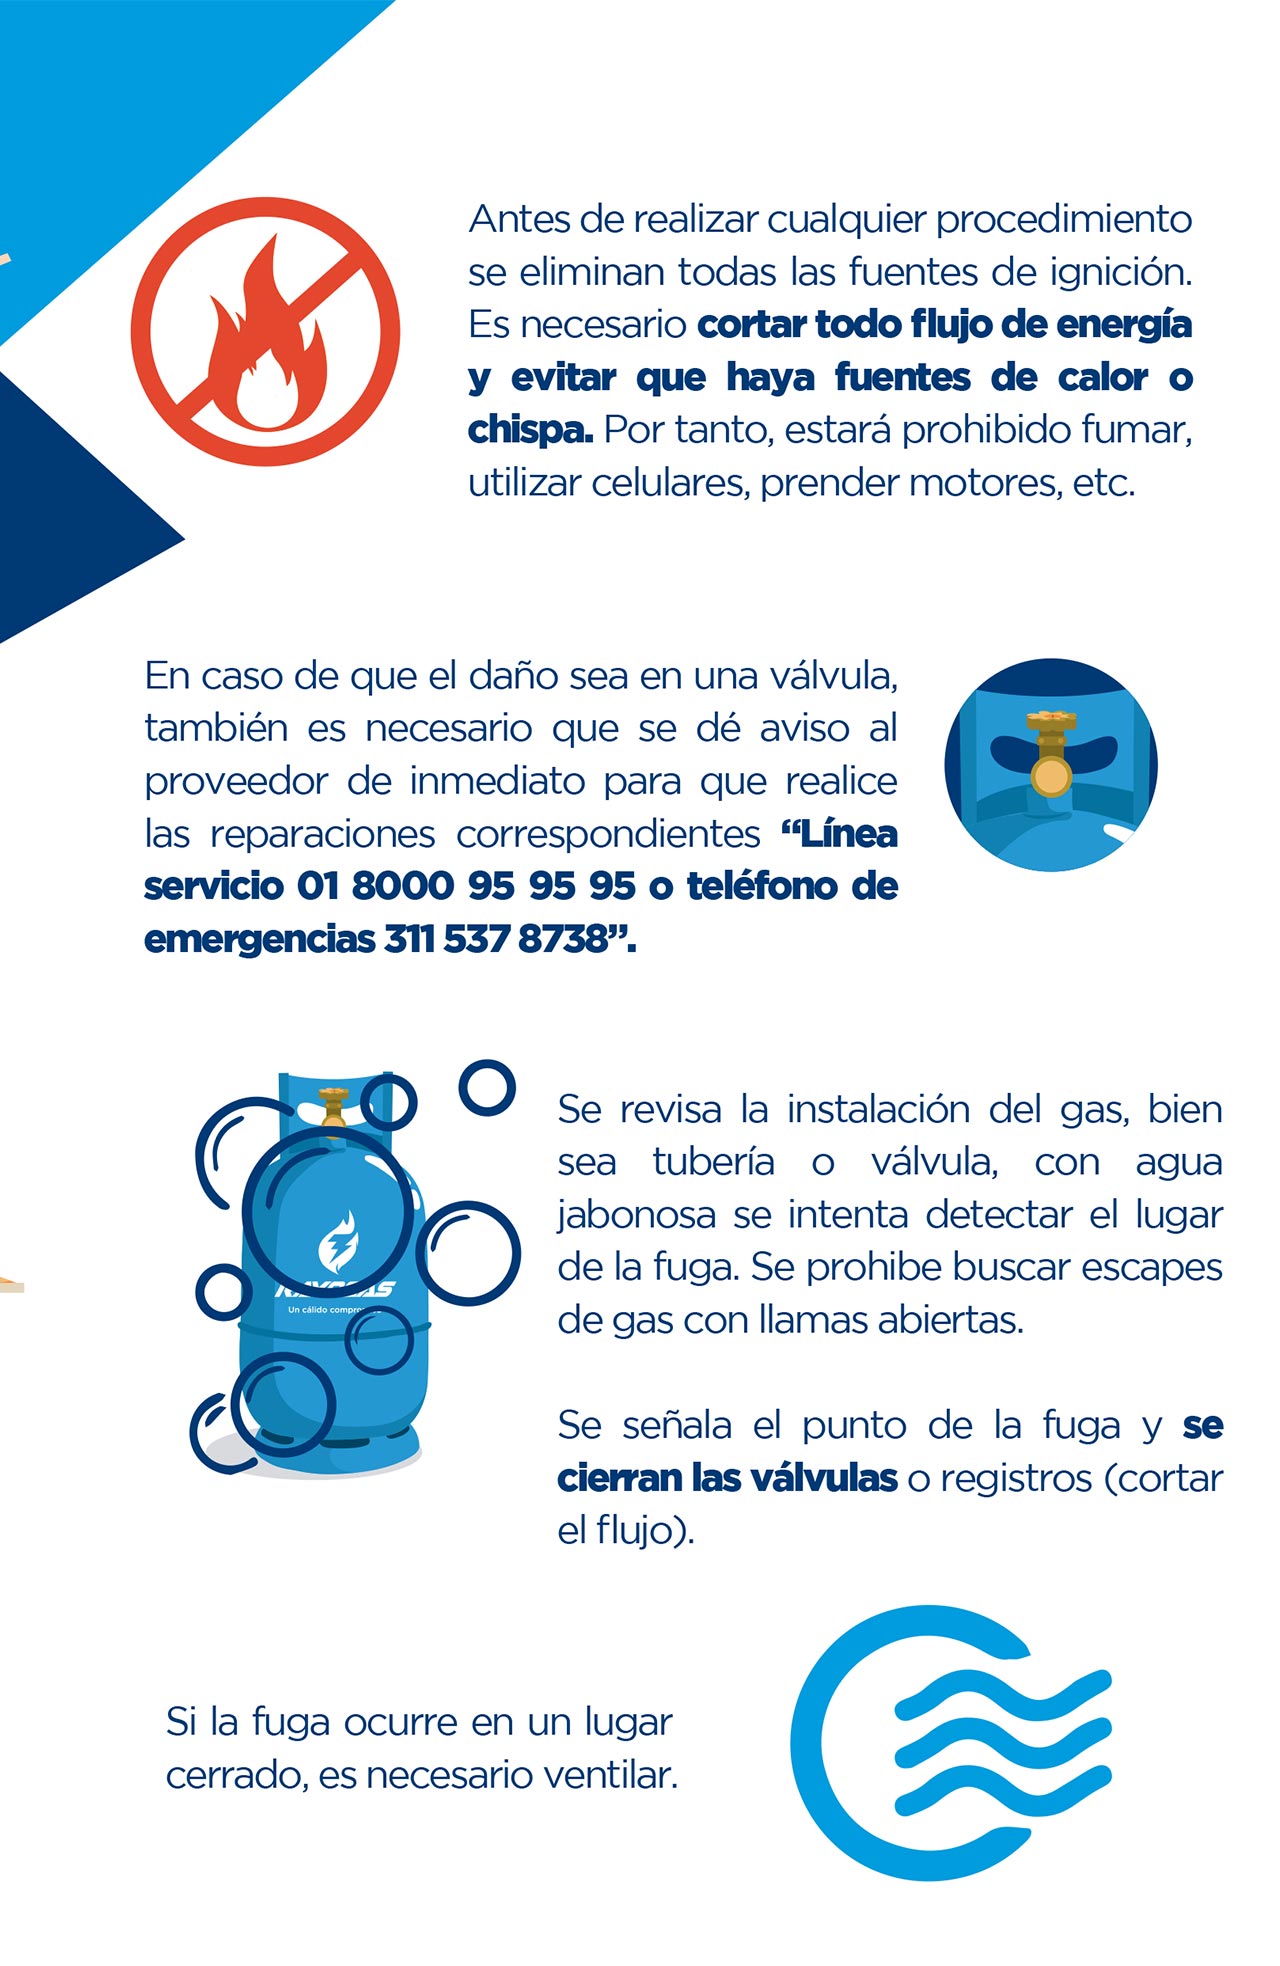 Antes de realizar cualquier procedimiento
se eliminan todas las fuentes de ignición.
Es necesario cortar todo flujo de energía
y evitar que haya fuentes de calor o
chispa. Por tanto, estará prohibido fumar,
utilizar celulares, prender motores, etc.
En caso de que el daño sea en una válvula,
también es necesario que se dé aviso al
proveedor de inmediato para que realice
las reparaciones correspondientes “Línea
servicio 01 8000 95 95 95 o teléfono de
emergencias 311 537 8738”.
Un cálido
Se revisa la instalación del gas, bien
sea tubería o válvula, con agua
jabonosa se intenta detectar el lugar
de la fuga. Se prohibe buscar escapes
de gas con llamas abiertas.
Se señala el punto de la fuga y se
cierran las válvulas o registros (cortar
el flujo).
Si la fuga ocurre en un lugar
cerrado, es necesario ventilar.